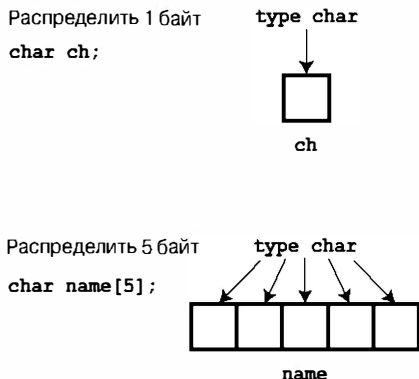 Распределить 1 байт
type char
char ch;
ch
Распределить 5 байт
type char
char name[5];
name